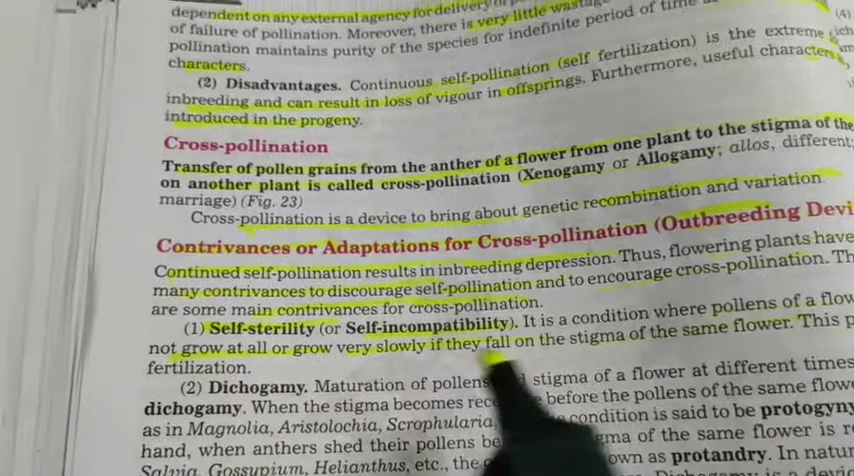 dependent on any external agency for delivery of
of failure of pollination. Moreover, there is very little wastage
pollination maintains purity of the species for indefinite period of time
characters.
(2) Disadvantages. Continuous self-pollination (self fertilization) is the extreme
inbreeding and can result in loss of vigour in offsprings. Furthermore, useful characters
introduced in the progeny.
Cross-pollination
Transfer of pollen grains from the anther of a flower from one plant to the stigma of the
on another plant is called cross-pollination (Xenogamy or Allogamy; allos, different;
marriage) (Fig. 23)
Cross-pollination is a device to bring about genetic recombination and variation.
Contrivances or Adaptations for Cross-pollination (Outbreeding Devi
Continued self-pollination results in inbreeding depression. Thus, flowering plants have
many contrivances to discourage self-pollination and to encourage cross-pollination. Th
are some main contrivances for cross-pollination.
(1) Self-sterility (or Self-incompatibility). It is a condition where pollens of a flow
not grow at all or grow very slowly if they fall on the stigma of the same flower. This p
fertilization.
(2) Dichogamy. Maturation of pollens stigma of a flower at different times
dichogamy. When the stigma becomes rece before the pollens of the same flowe
as in Magnolia, Aristolochia, Scrophularia, condition is said to be protogyny
hand, when anthers shed their pollens be gma of the same flower is re
Salvia, Gossypium, Helianthus, etc., the own as protandry. In natur